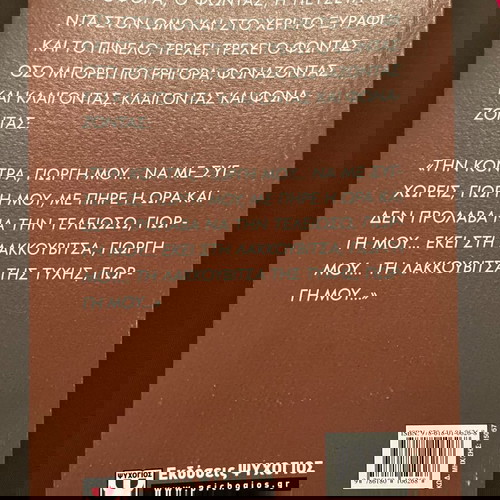 Ο ΦΩΝΤΑΣ, Η ΠΕΤΣΕΤΑ
ΣΤΟΝ ΩΜΟ ΚΑΙ ΣΤΟ ΧΕΡΙ ΤΟ ΞΥΡΑΦΙ
ΚΑΙ ΤΟ ΠΙΝΕΛΟ, ΤΡΕΧΕΙ, ΤΡΕΧΕΙ Ο ΦΩΝΤΑΣ
ΟΣΟ ΜΠΟΡΕΙ ΠΙΟ ΓΡΗΓΟΡΑ, ΦΩΝΑΖΟΝΤΑΣ
ΚΑΙ ΚΛΑΙΓΟΝΤΑΣ, ΚΛΑΙΓΟΝΤΑΣ ΚΑΙ ΦΩΝΑ-
ΖΟΝΤΑΣ:
«ΤΗΝ ΚΟΝΤΡΑ, ΓΙΩΡΓΗ ΜΟΥ... ΝΑ ΜΕ ΣΥΓ-
ΧΩΡΕΙΣ, ΓΙΩΡΓΗ ΜΟΥ, ΜΕ ΠΗΡΕ Η ΩΡΑ ΚΑΙ
ΔΕΝ ΠΡΟΛΑΒΑ ΝΑ ΤΗΝ ΤΕΛΕΙΩΣΩ, ΓΙΩΡ-
ΓΗ ΜΟΥ... ΕΚΕΙ ΣΤΗ ΛΑΚΚΟΥΒΙΤΣΑ, ΓΙΩΡΓΗ
ΜΟΥ... ΤΗ ΛΑΚΚΟΥΒΙΤΣΑ ΤΗΣ ΤΥΧΗΣ, ΓΙΩΡ-
ΓΗ ΜΟΥ...»
ΨΥΧΟΓΙΟΣ Εκδόσεις ΨΥΧΟΓΙΟΣ
www.psichogios.gr